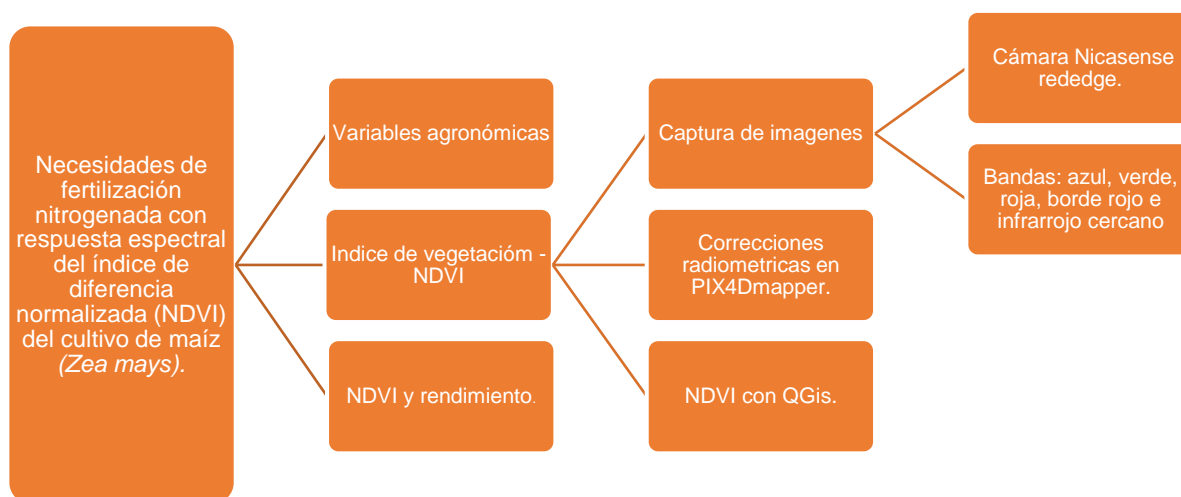 Necesidades de
fertilización
nitrogenada con
respuesta espectral
del índice de
diferencia
normalizada (NDVI)
del cultivo de maíz
(Zea mays).
Variables agronómicas
Indice de vegetacióm -
NDVI
NDVI y rendimiento.
Captura de imagenes
Correcciones
radiometricas en
PIX4Dmapper.
NDVI con QGis.
Cámara Nicasense
rededge.
Bandas: azul, verde,
roja, borde rojo e
infrarrojo cercano